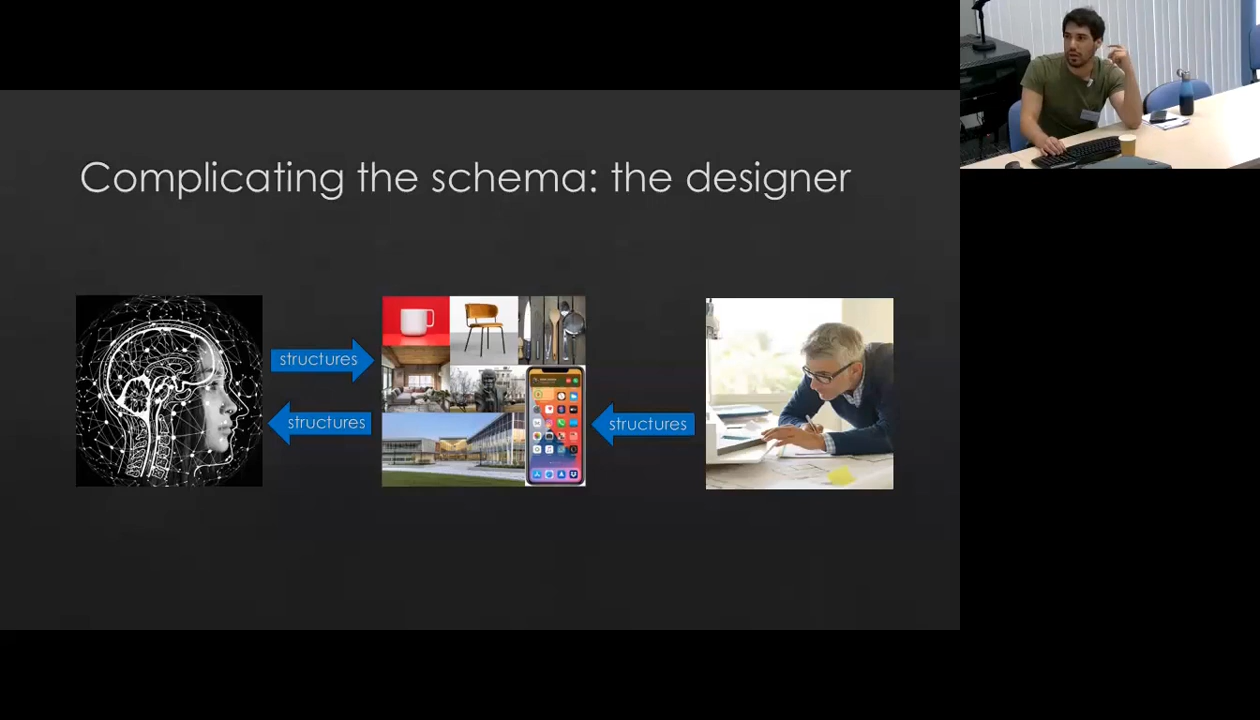 Complicating the schema: the designer
structures
structures
structures